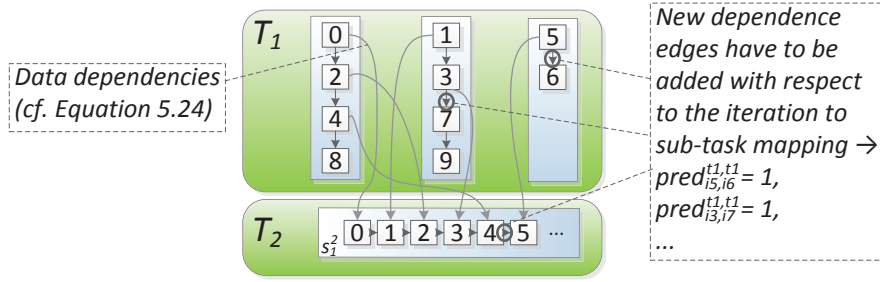 T1
0
1
5
2
3
6
4
7
8
9
Data dependencies
(cf. Equation 5.24)
New dependence
edges have to be
added with respect
to the iteration to
sub-task mapping →
pred^{t1,t1}_{i5,i6} = 1,
pred^{t1,t1}_{i3,i7} = 1,
...
T2
s^2_1
0 1 2 3 4 5 ...